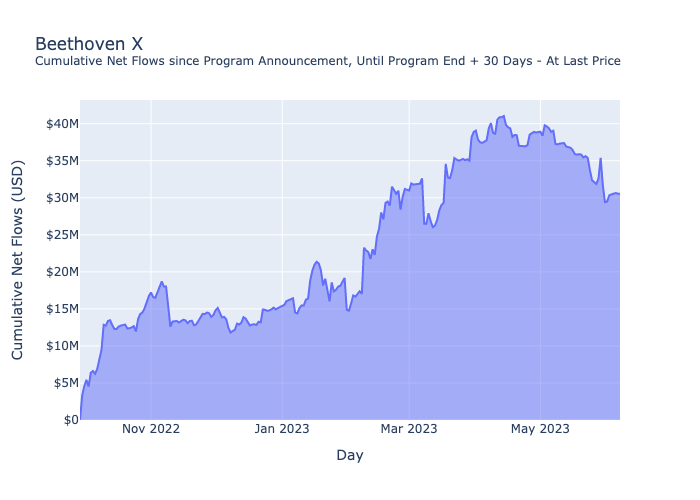 Beethoven X
Cumulative Net Flows since Program Announcement, Until Program End + 30 Days - At Last Price
Cumulative Net Flows (USD)
$40M
$35M
$30M
$25M
$20M
$15M
$10M
$5M
$0
Nov 2022
Jan 2023
Mar 2023
May 2023
Day